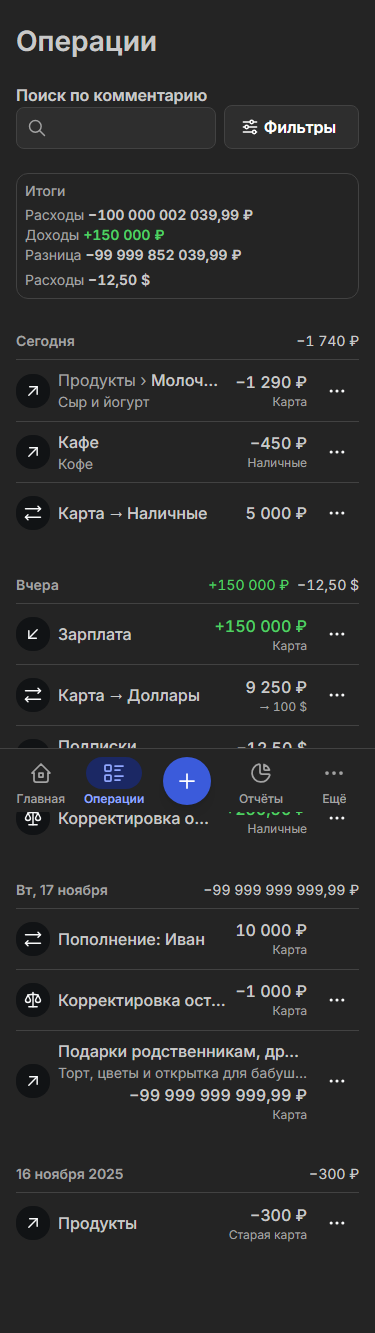 Операции
Поиск по комментарию
Фильтры
Итоги
Расходы −100 000 002 039,99 ₽
Доходы +150 000 ₽
Разница −99 999 852 039,99 ₽
Расходы −12,50 $
Сегодня −1 740 ₽
Продукты › Молоч... −1 290 ₽
Сыр и йогурт Карта
Кафе −450 ₽
Кофе Наличные
Карта → Наличные 5 000 ₽
Вчера +150 000 ₽ −12,50 $
Зарплата +150 000 ₽
Карта
Карта → Доллары 9 250 ₽
→ 100 $
Подписки −12,50 $
Главная Операции Отчёты Ещё
Корректировка о...
Наличные
Вт, 17 ноября −99 999 999 999,99 ₽
Пополнение: Иван 10 000 ₽
Карта
Корректировка ост... −1 000 ₽
Карта
Подарки родственникам, др...
Торт, цветы и открытка для бабуш...
−99 999 999 999,99 ₽
Карта
16 ноября 2025 −300 ₽
Продукты −300 ₽
Старая карта